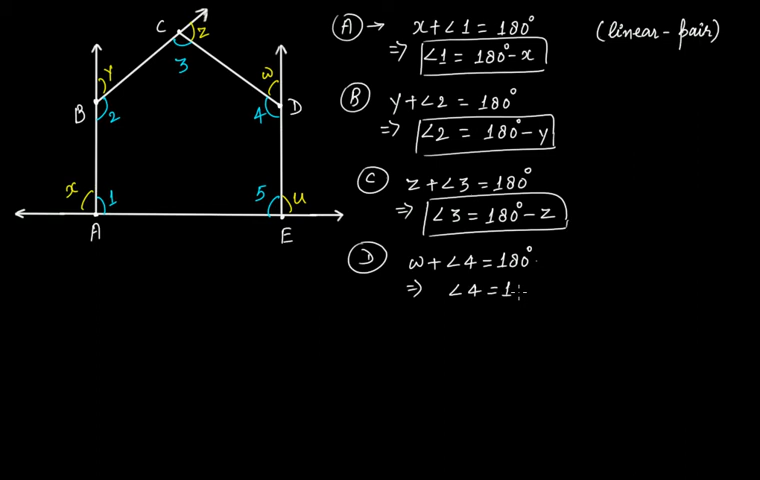 C
z
3
y
B
2
w
4
D
x
1
A
5
u
E
(A) → x + ∠1 = 180° (linear-pair)
⇒ ∠1 = 180° - x
(B) y + ∠2 = 180°
⇒ ∠2 = 180° - y
(C) z + ∠3 = 180°
⇒ ∠3 = 180° - z
(D) w + ∠4 = 180°
⇒ ∠4 = 1